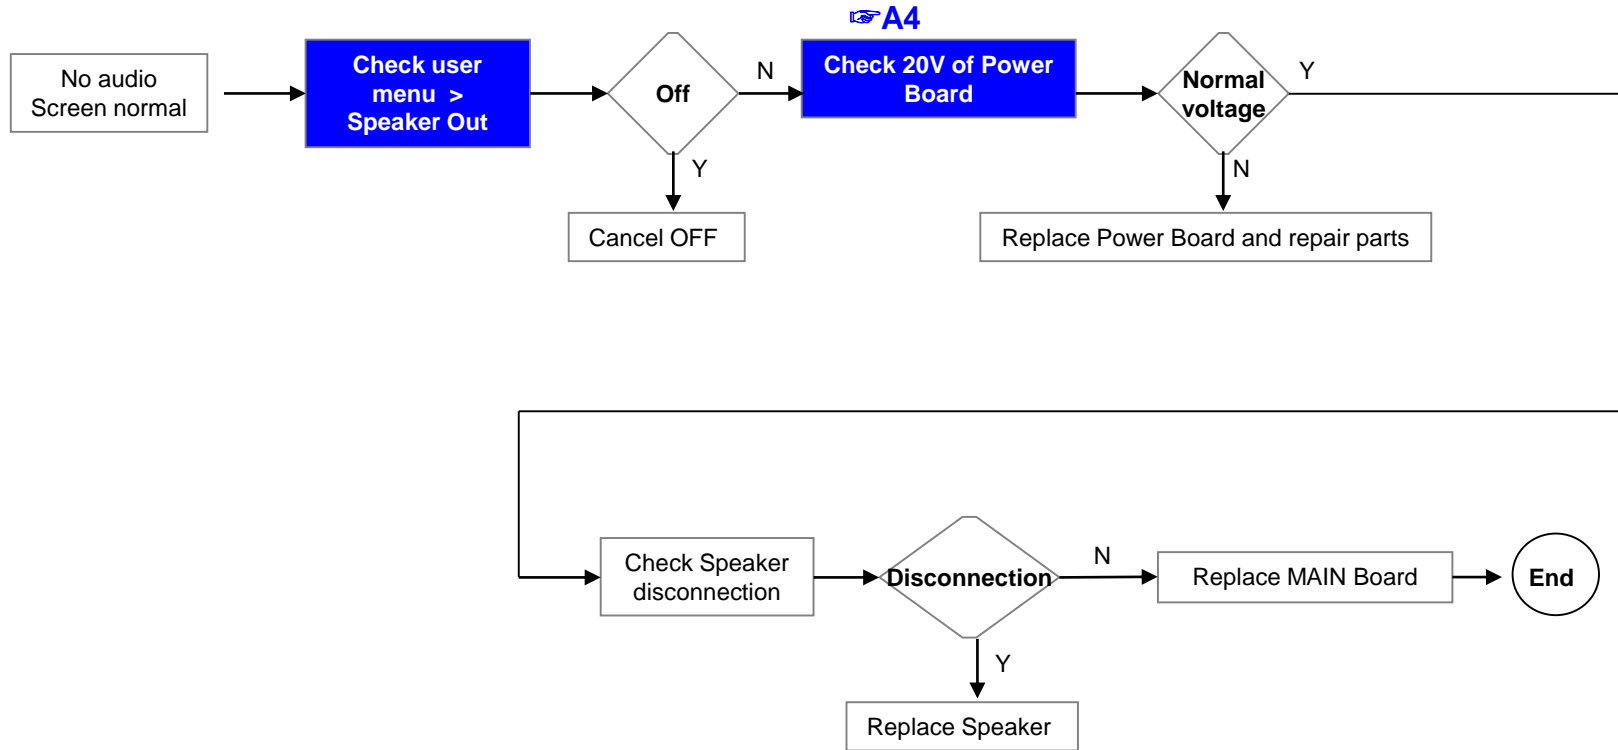 ☞A4
No audio
Screen normal
Check user
menu >
Speaker Out
Off
N
Check 20V of Power
Board
Normal
voltage
Y
Y
N
Cancel OFF
Replace Power Board and repair parts
Check Speaker
disconnection
Disconnection
N
Replace MAIN Board
End
Y
Replace Speaker